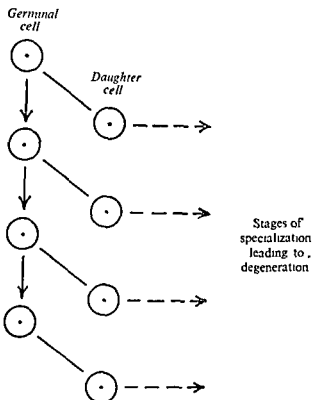 Germinal
cell
Daughter
cell
Stages of
specialization
leading to ,
degeneration